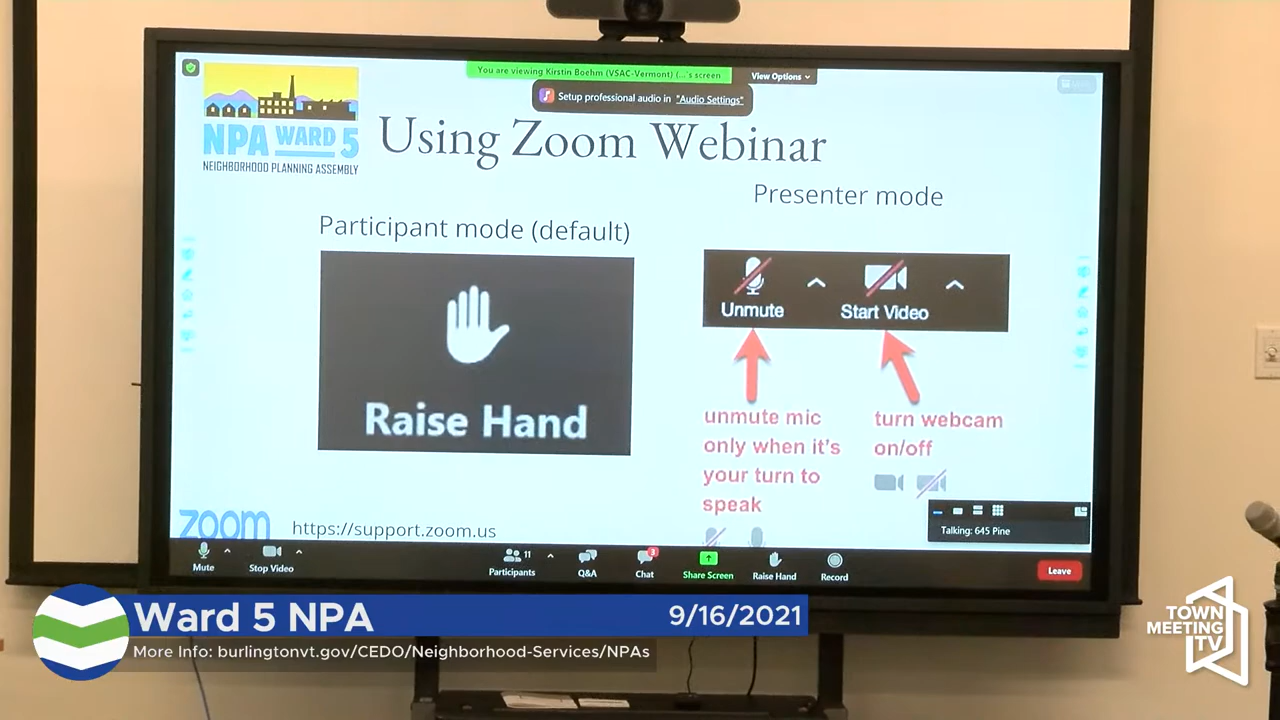 You are viewing Kirstin Boehm (VSAC-Vermont) (...'s screen
View Options
Setup professional audio in "Audio Settings"
NPA WARD 5
NEIGHBORHOOD PLANNING ASSEMBLY
Using Zoom Webinar
Presenter mode
Participant mode (default)
Raise Hand
Unmute
Start Video
unmute mic
only when it's
your turn to
speak
turn webcam
on/off
Talking: 645 Pine
zoom
https://support.zoom.us
Mute
Stop Video
Participants
11
Q&A
Chat
3
Share Screen
Raise Hand
Record
Leave
Ward 5 NPA
9/16/2021
More Info: burlingtonvt.gov/CEDO/Neighborhood-Services/NPAs
TOWN
MEETING
TV